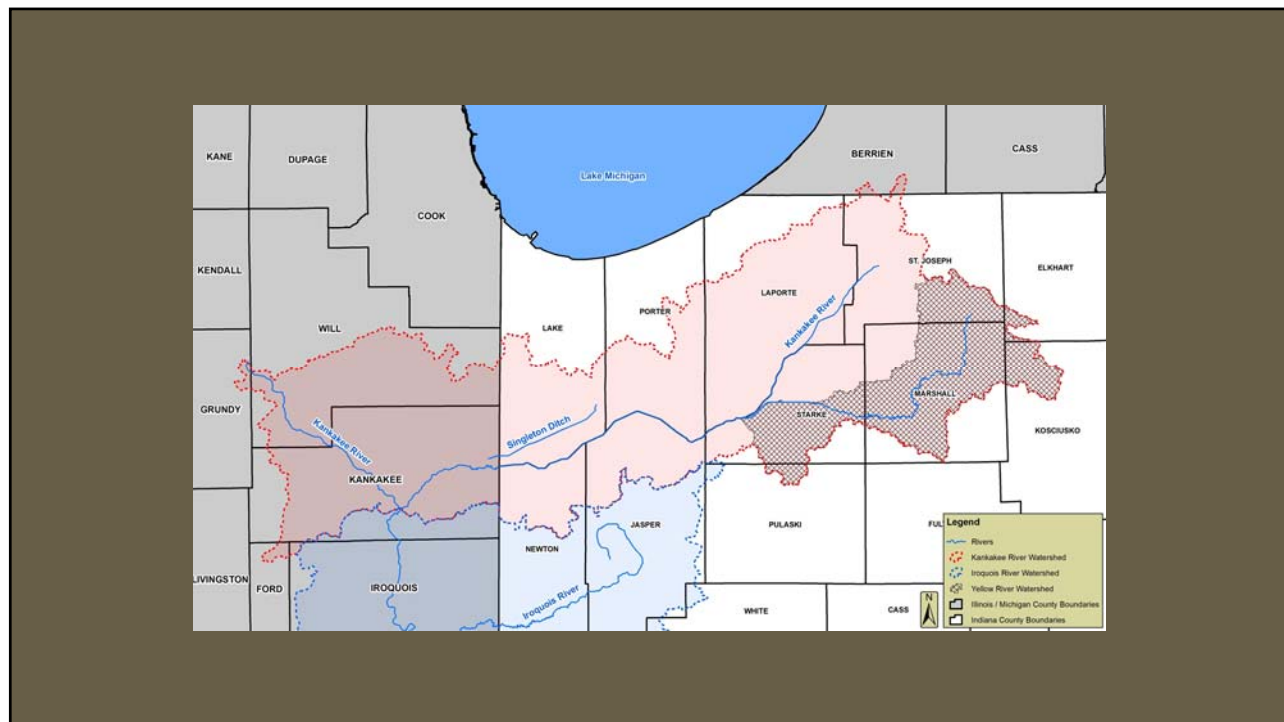 KANE
DUPAGE
COOK
Lake Michigan
BERRIEN
CASS
KENDALL
WILL
LAKE
PORTER
LAPORTE
Kankakee River
ST. JOSEPH
ELKHART
GRUNDY
Kankakee River
KANKAKEE
Singleton Ditch
STARKE
MARSHALL
KOSCIUSKO
LIVINGSTON
FORD
IROQUOIS
NEWTON
JASPER
Iroquois River
PULASKI
FUL
WHITE
CASS
N
Legend
Rivers
Kankakee River Watershed
Iroquois River Watershed
Yellow River Watershed
Illinois / Michigan County Boundaries
Indiana County Boundaries